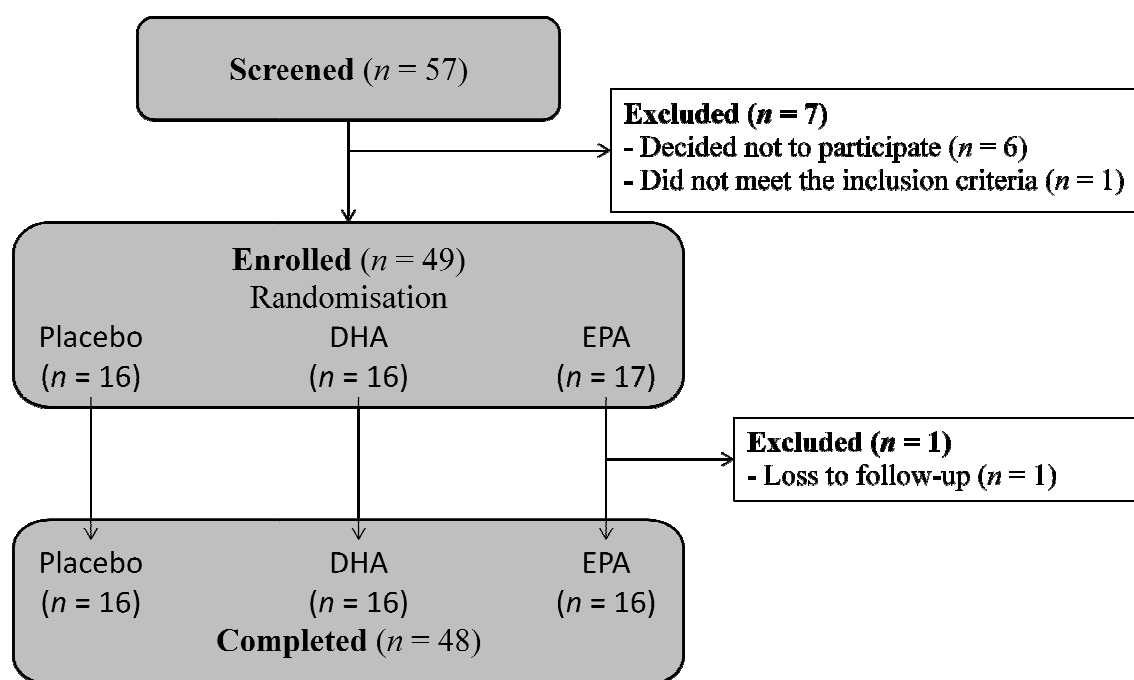 Screened (n = 57)
Excluded (n = 7)
- Decided not to participate (n = 6)
- Did not meet the inclusion criteria (n = 1)
Enrolled (n = 49)
Randomisation
Placebo DHA EPA
(n = 16) (n = 16) (n = 17)
Excluded (n = 1)
- Loss to follow-up (n = 1)
Placebo DHA EPA
(n = 16) (n = 16) (n = 16)
Completed (n = 48)